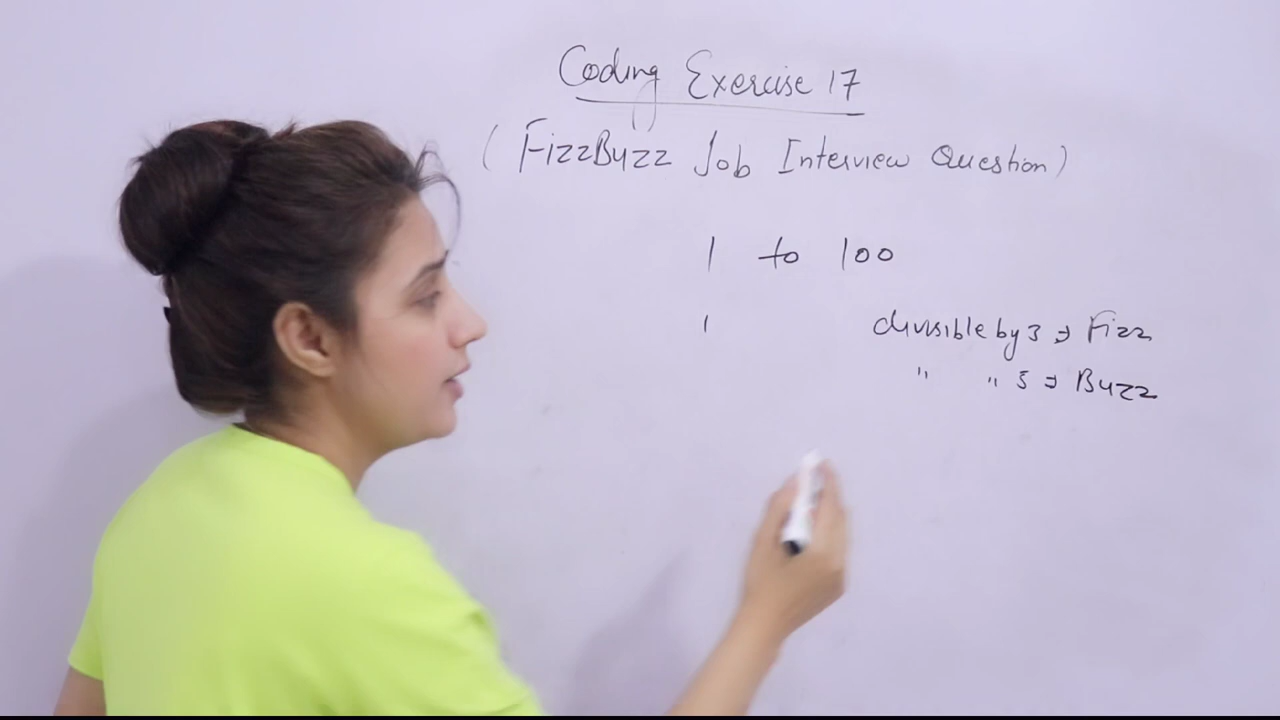 Coding Exercise 17
(FizzBuzz Job Interview Question)
1 to 100
1 divisible by 3 ⇒ Fizz
" " 5 ⇒ Buzz